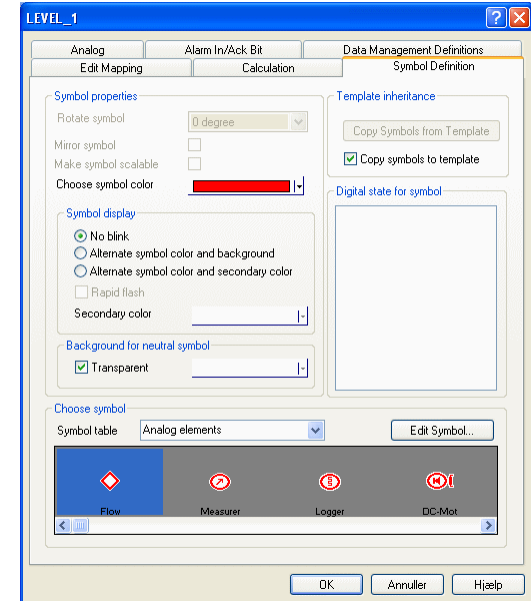 LEVEL_1
Analog
Alarm In/Ack Bit
Data Management Definitions
Edit Mapping
Calculation
Symbol Definition
Symbol properties
Rotate symbol
0 degree
Mirror symbol
Make symbol scalable
Choose symbol color
Symbol display
No blink
Alternate symbol color and background
Alternate symbol color and secondary color
Rapid flash
Secondary color
Background for neutral symbol
Transparent
Template inheritance
Copy Symbols from Template
Copy symbols to template
Digital state for symbol
Choose symbol
Symbol table
Analog elements
Edit Symbol...
Flow
Measurer
Logger
DC-Mot
OK
Annuller
Hjælp